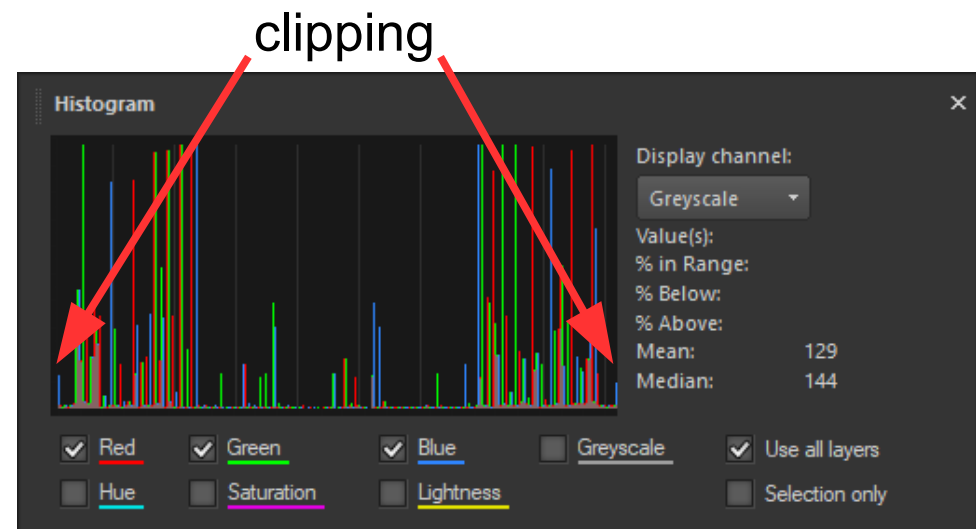 clipping
Histogram
Display channel:
Greyscale
Value(s):
% in Range:
% Below:
% Above:
Mean: 129
Median: 144
Red Green Blue Greyscale Use all layers
Hue Saturation Lightness Selection only